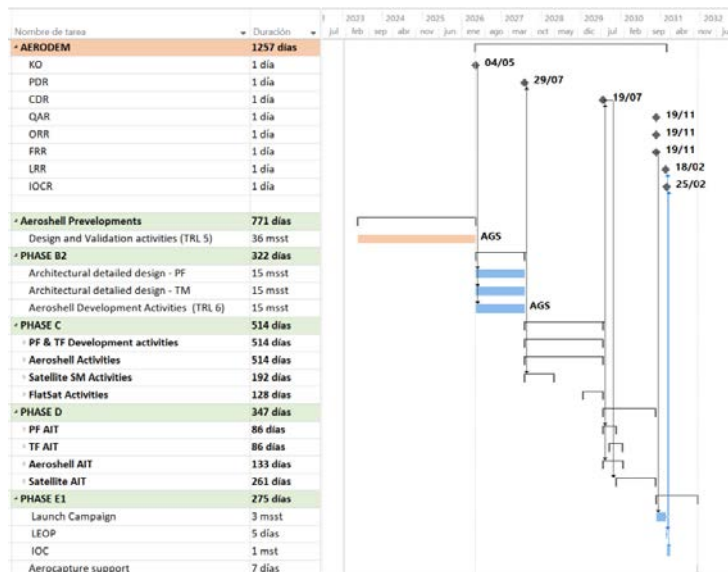 2023 2024 2025 2026 2027 2028 2029 2030 2031 2032
Nombre de tarea Duración jul feb sep abr nov jun ene mar oct may dic jul feb sep abr nov
AERODEM 1257 días
KO 1 día 04/05
PDR 1 día 29/07
CDR 1 día 19/07
QAR 1 día 19/11
ORR 1 día 19/11
FRR 1 día 19/11
LRR 1 día 18/02
IOCR 1 día 25/02
Aeroshell Prevelopments 771 días
Design and Validation activities (TRL 5) 36 msst AGS
PHASE B2 322 días
Architectural detailed design - PF 15 msst
Architectural detalied design - TM 15 msst
Aeroshell Development Activities (TRL 6) 15 msst AGS
PHASE C 514 días
PF & TF Development activities 514 días
Aeroshell Activities 514 días
Satellite SM Activities 192 días
FlatSat Activities 128 días
PHASE D 347 días
PF AIT 86 días
TF AIT 86 días
Aeroshell AIT 133 días
Satellite AIT 261 días
PHASE E1 275 días
Launch Campaign 3 msst
LEOP 5 días
IOC 1 mst
Aerocapture support 7 días